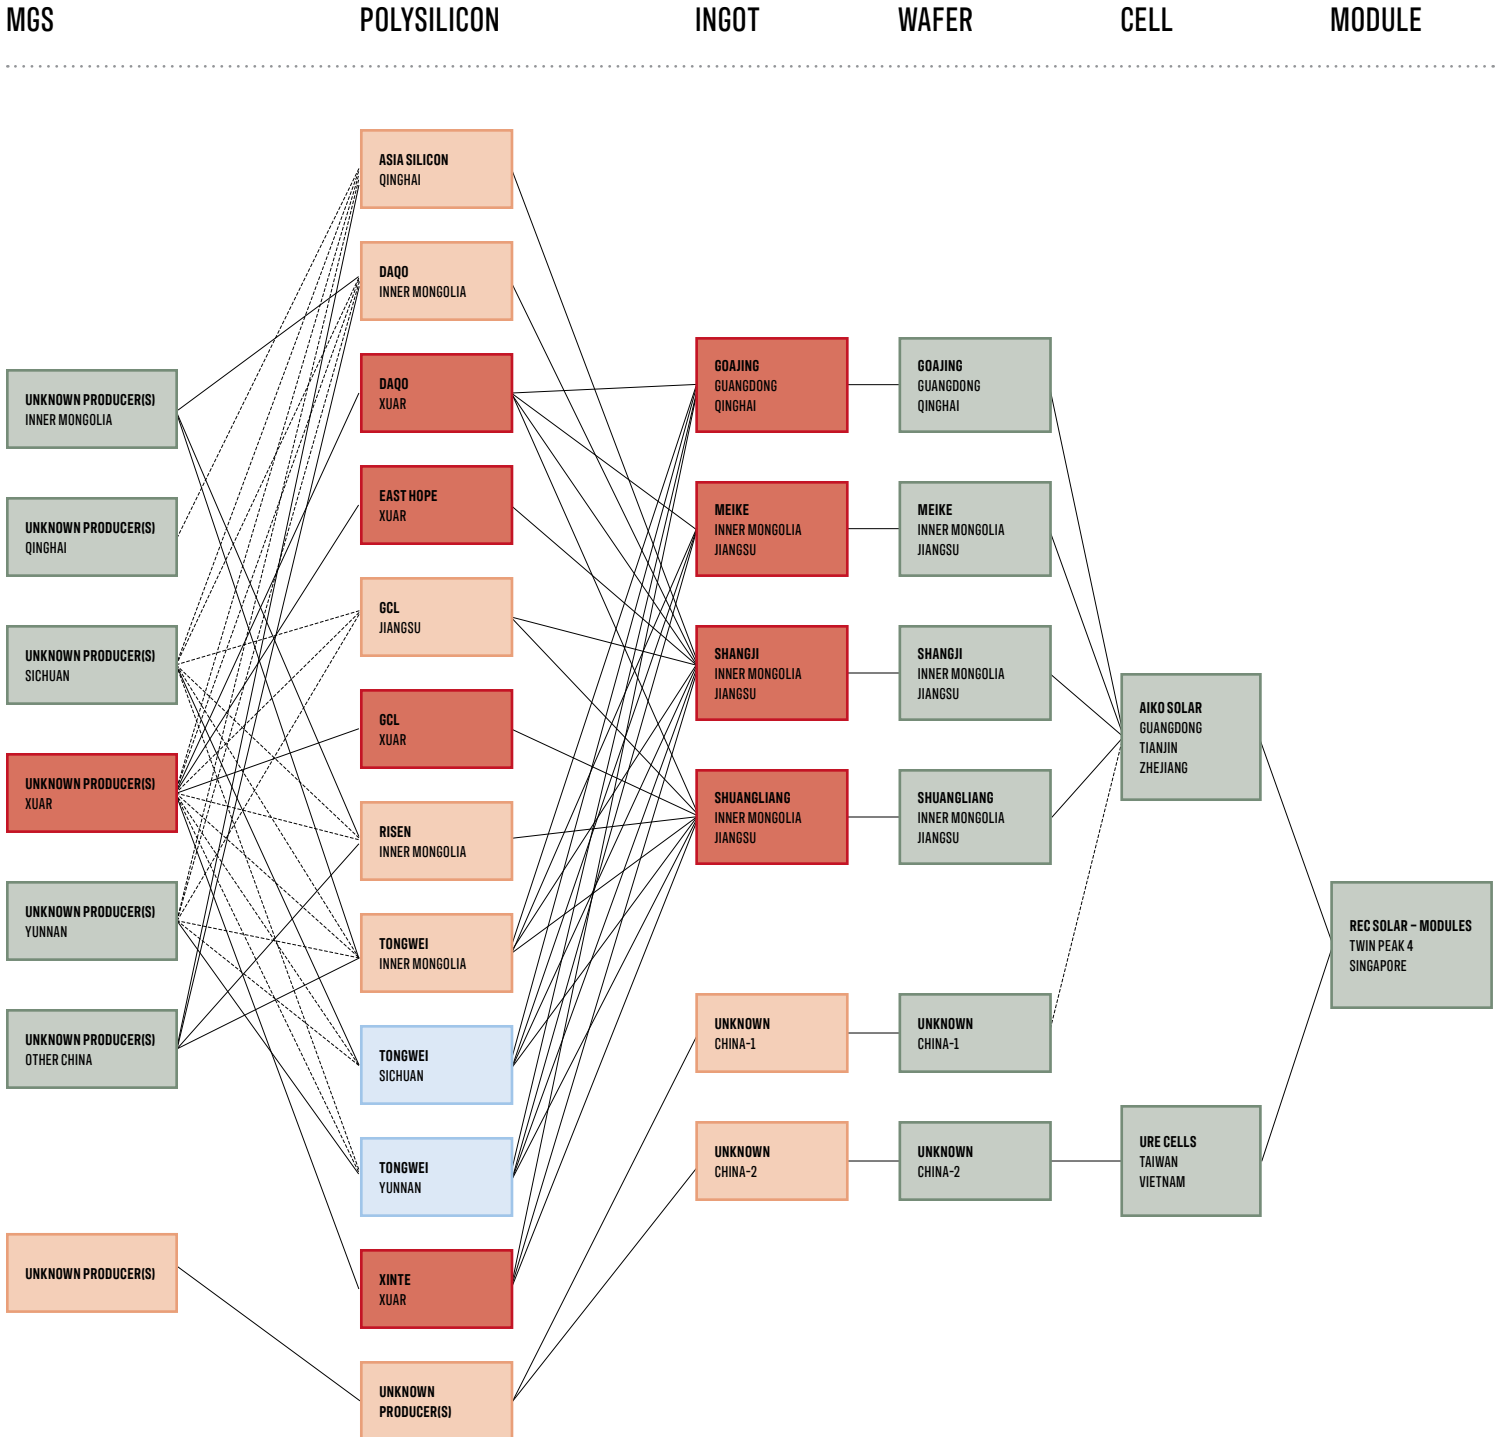 MGS
POLYSILICON
INGOT
WAFER
CELL
MODULE
UNKNOWN PRODUCER(S)
INNER MONGOLIA
UNKNOWN PRODUCER(S)
QINGHAI
UNKNOWN PRODUCER(S)
SICHUAN
UNKNOWN PRODUCER(S)
XUAR
UNKNOWN PRODUCER(S)
YUNNAN
UNKNOWN PRODUCER(S)
OTHER CHINA
UNKNOWN PRODUCER(S)
ASIA SILICON
QINGHAI
DAQO
INNER MONGOLIA
DAQO
XUAR
EAST HOPE
XUAR
GCL
JIANGSU
GCL
XUAR
RISEN
INNER MONGOLIA
TONGWEI
INNER MONGOLIA
TONGWEI
SICHUAN
TONGWEI
YUNNAN
XINTE
XUAR
UNKNOWN
PRODUCER(S)
GOAJING
GUANGDONG
QINGHAI
MEIKE
INNER MONGOLIA
JIANGSU
SHANGJI
INNER MONGOLIA
JIANGSU
SHUANGLIANG
INNER MONGOLIA
JIANGSU
UNKNOWN
CHINA-1
UNKNOWN
CHINA-2
GOAJING
GUANGDONG
QINGHAI
MEIKE
INNER MONGOLIA
JIANGSU
SHANGJI
INNER MONGOLIA
JIANGSU
SHUANGLIANG
INNER MONGOLIA
JIANGSU
UNKNOWN
CHINA-1
UNKNOWN
CHINA-2
AIKO SOLAR
GUANGDONG
TIANJIN
ZHEJIANG
URE CELLS
TAIWAN
VIETNAM
REC SOLAR – MODULES
TWIN PEAK 4
SINGAPORE